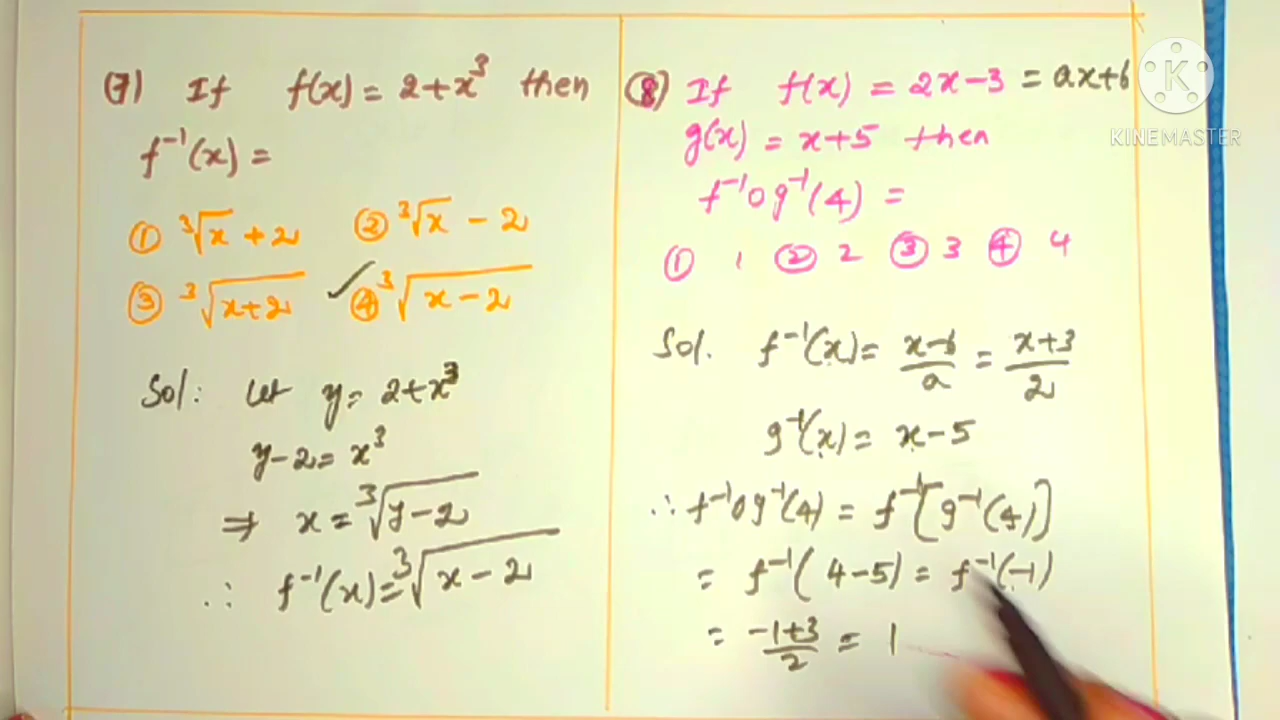 (7) If f(x) = 2+x³ then
f⁻¹(x) =
① ³√x + 2 ② ³√x - 2
③ ³√(x+2) ✓④ ³√(x-2)
Sol: Let y = 2+x³
y-2 = x³
⇒ x = ³√(y-2)
∴ f⁻¹(x) = ³√(x-2)
(8) If f(x) = 2x-3 = ax+b
g(x) = x+5 then
f⁻¹og⁻¹(4) =
① 1 ② 2 ③ 3 ④ 4
Sol. f⁻¹(x) = (x-b)/a = (x+3)/2
g⁻¹(x) = x-5
∴ f⁻¹og⁻¹(4) = f⁻¹[g⁻¹(4)]
= f⁻¹(4-5) = f⁻¹(-1)
= (-1+3)/2 = 1
K
KINEMASTER